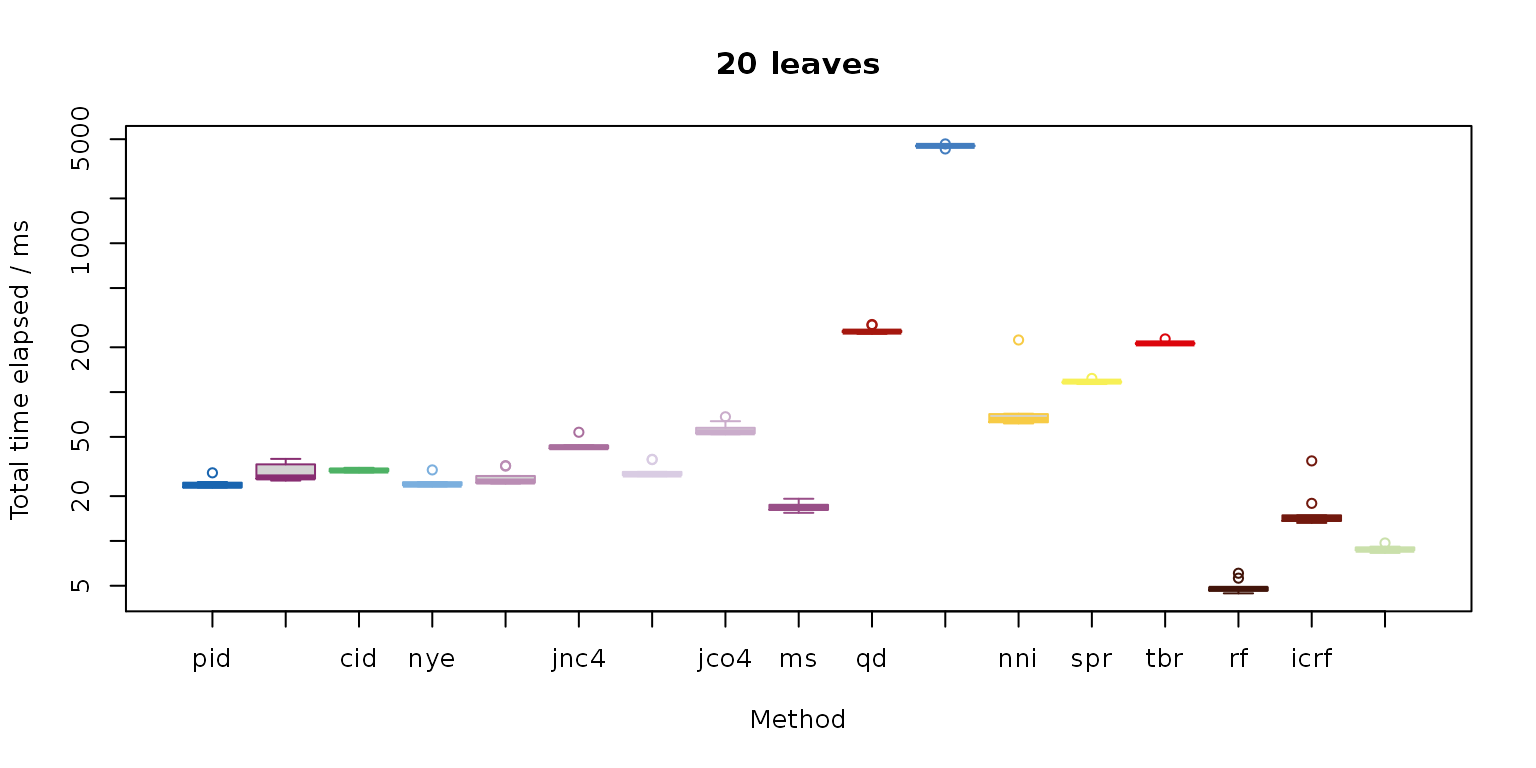 20 leaves
Total time elapsed / ms
5000
1000
200
50
20
5
pid cid nye jnc4 jco4 ms qd nni spr tbr rf icrf
Method